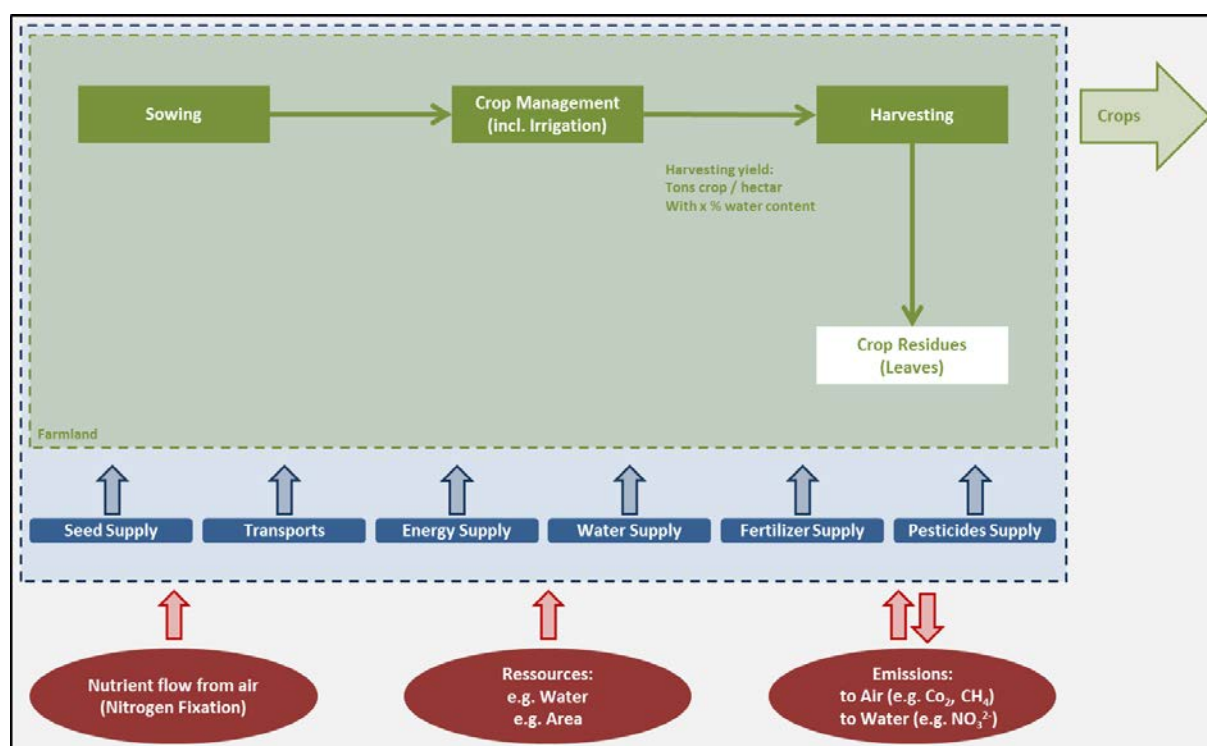 Sowing
Crop Management
(incl. Irrigation)
Harvesting
Crops
Harvesting yield:
Tons crop / hectar
With x % water content
Crop Residues
(Leaves)
Farmland
Seed Supply
Transports
Energy Supply
Water Supply
Fertilizer Supply
Pesticides Supply
Nutrient flow from air
(Nitrogen Fixation)
Ressources:
e.g. Water
e.g. Area
Emissions:
to Air (e.g. Co₂, CH₄)
to Water (e.g. NO₃²⁻)